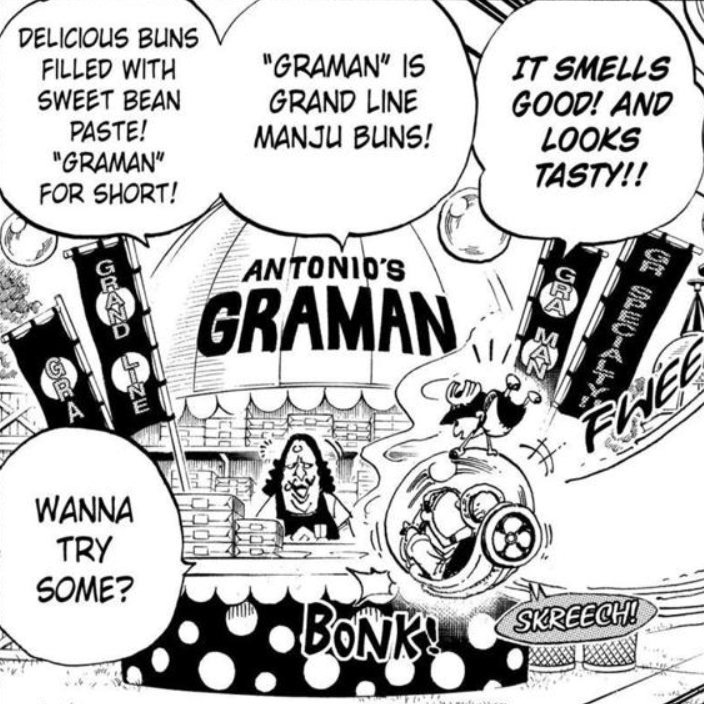 IT SMELLS
GOOD! AND
LOOKS
TASTY!!
"GRAMAN" IS
GRAND LINE
MANJU BUNS!
DELICIOUS BUNS
FILLED WITH
SWEET BEAN
PASTE!
"GRAMAN"
FOR SHORT!
GR SPECIALTY!
GRA MAN
ANTONIO'S
GRAMAN
GRAND LINE
GRA
FWEE
WANNA
TRY
SOME?
BONK!
SKREECH!